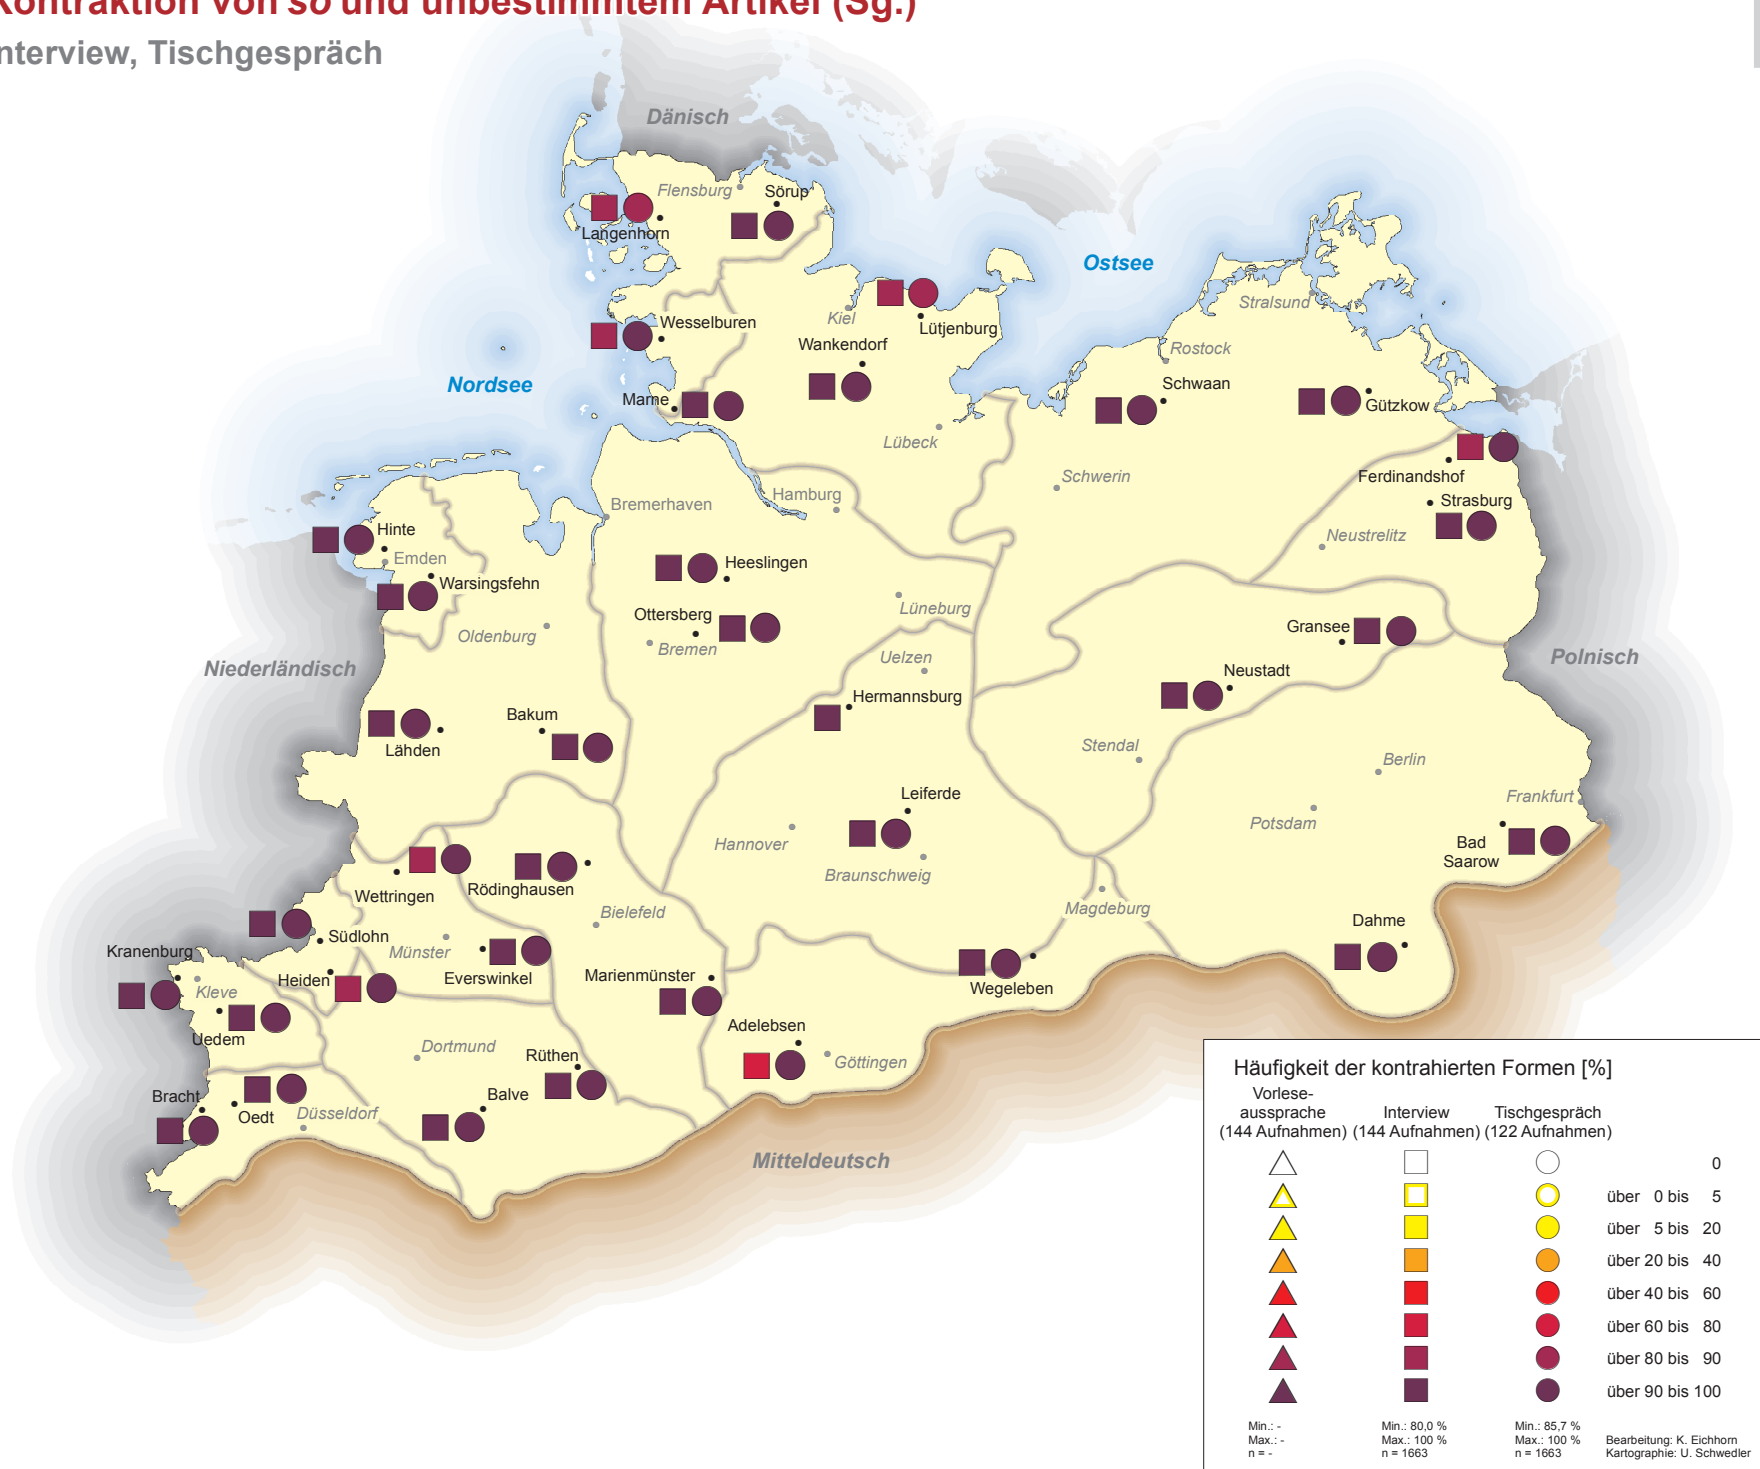 Kontraktion von so und unbestimmtem Artikel (Sg.)
Interview, Tischgespräch
Dänisch
Flensburg
Sörup
Langenhorn
Ostsee
Stralsund
Kiel
Lütjenburg
Wesselburen
Wankendorf
Rostock
Nordsee
Schwaan
Marne
Gützkow
Lübeck
Ferdinandshof
Schwerin
Hamburg
Bremerhaven
Strasburg
Hinte
Neustrelitz
Emden
Heeslingen
Warsingsfehn
Lüneburg
Ottersberg
Gransee
Oldenburg
Bremen
Uelzen
Niederländisch
Polnisch
Neustadt
Hermannsburg
Bakum
Lähden
Stendal
Berlin
Leiferde
Frankfurt
Potsdam
Hannover
Bad
Saarow
Braunschweig
Rödinghausen
Wettringen
Magdeburg
Bielefeld
Dahme
Südlohn
Kranenburg
Münster
Heiden
Everswinkel
Marienmünster
Wegeleben
Kleve
Adelebsen
Uedem
Dortmund
Rüthen
Göttingen
Balve
Bracht
Oedt
Düsseldorf
Mitteldeutsch
Häufigkeit der kontrahierten Formen [%]
Vorlese-
aussprache Interview Tischgespräch
(144 Aufnahmen) (144 Aufnahmen) (122 Aufnahmen)
0
über 0 bis 5
über 5 bis 20
über 20 bis 40
über 40 bis 60
über 60 bis 80
über 80 bis 90
über 90 bis 100
Min.: - Min.: 80,0 % Min.: 85,7 %
Max.: - Max.: 100 % Max.: 100 % Bearbeitung: K. Eichhorn
n = - n = 1663 n = 1663 Kartographie: U. Schwedler